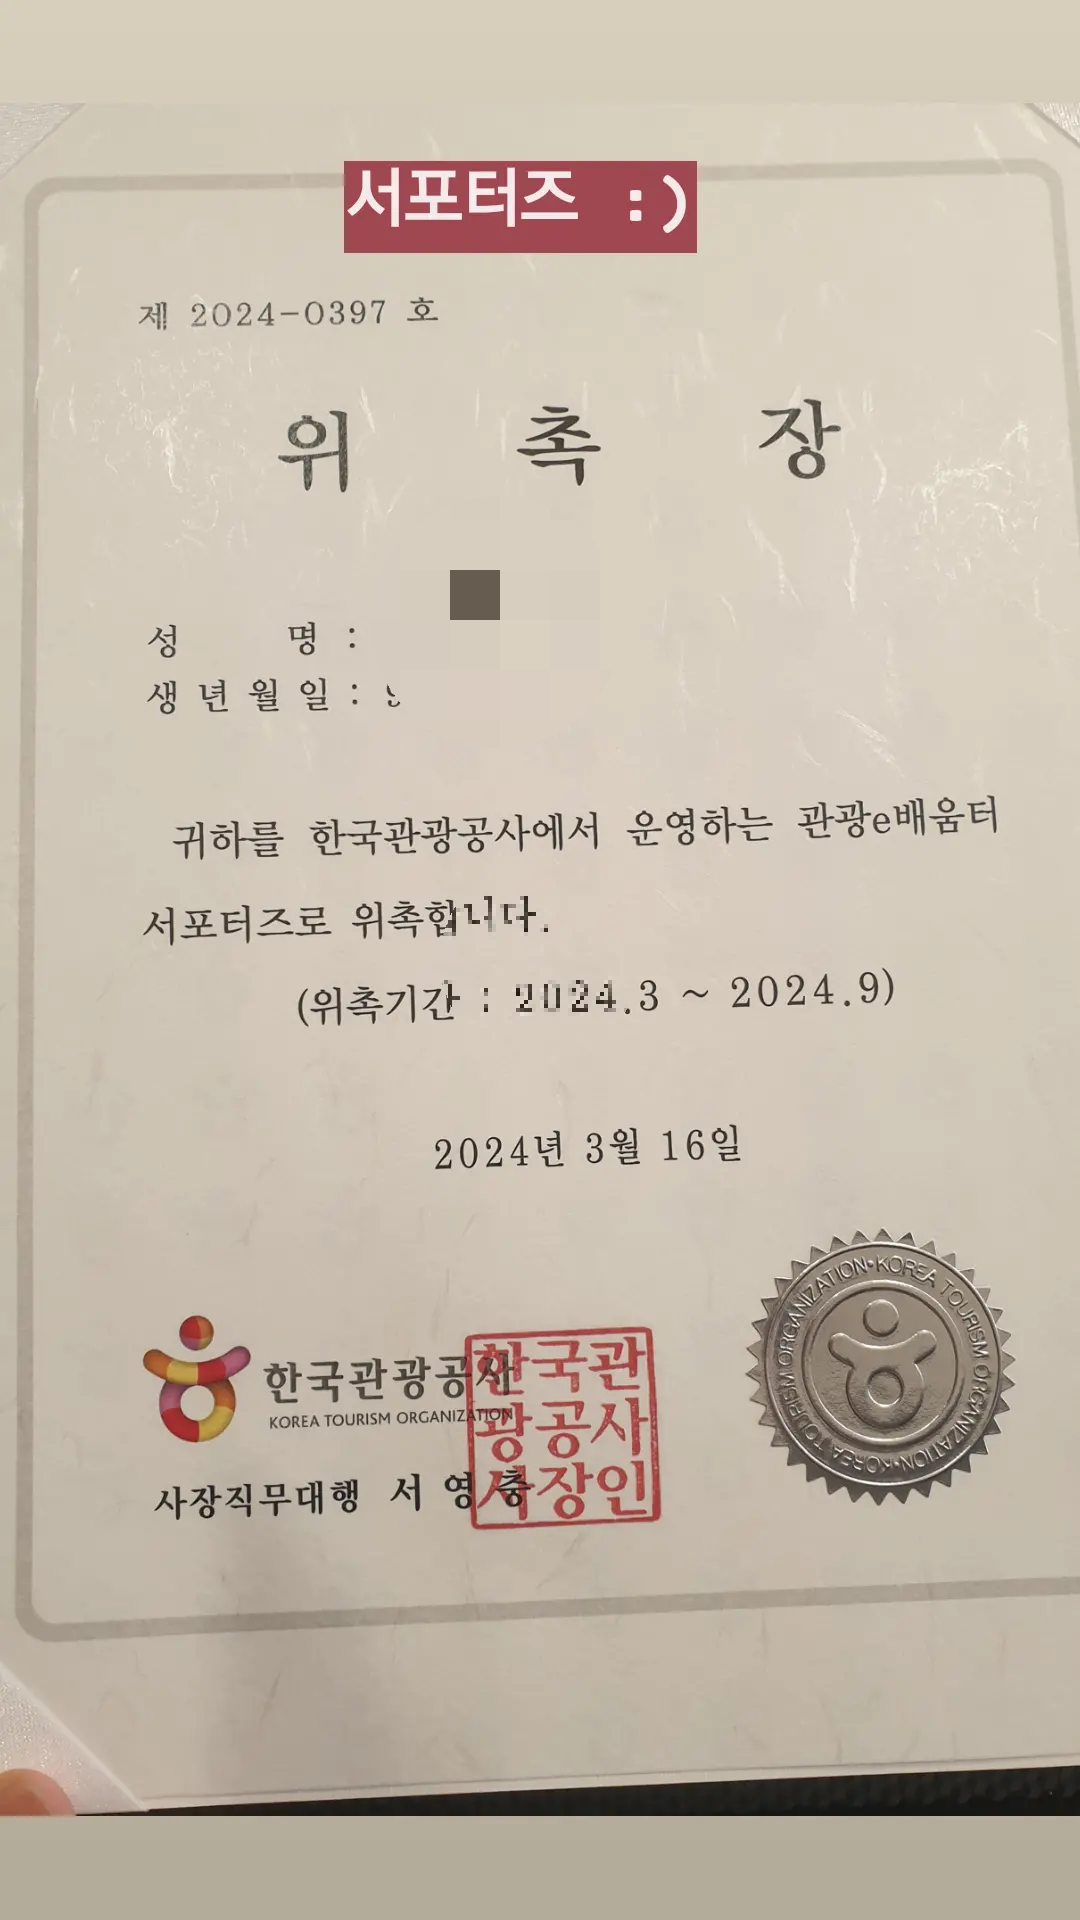 서포터즈 :)
제 2024-0397 호
위 촉 장
성 명 :
생 년 월 일 :
귀하를 한국관광공사에서 운영하는 관광e배움터
서포터즈로 위촉합니다.
(위촉기간 : 2024.3 ~ 2024.9)
2024년 3월 16일
한국관광공사
KOREA TOURISM ORGANIZATION
사장직무대행 서 영 충
한국관
광공사
사장인
KOREA TOURISM ORGANIZATION•KOREA TOURISM ORGANIZATION•